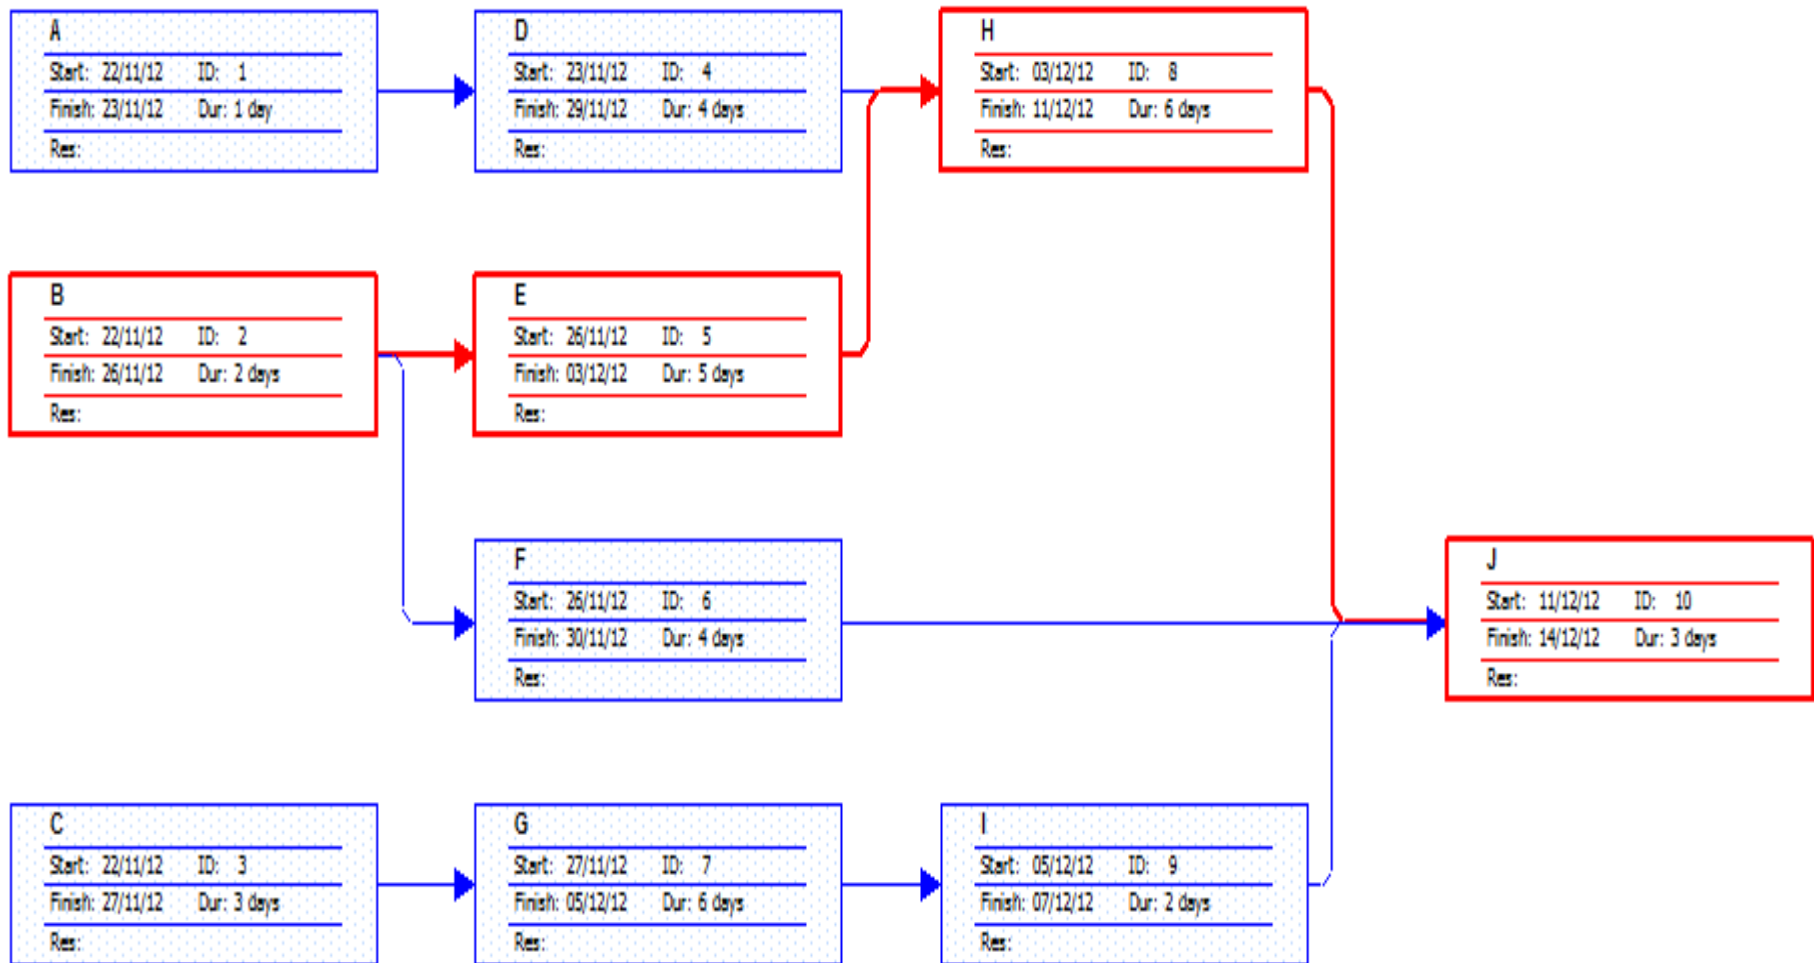 A
Start: 22/11/12 ID: 1
Finish: 23/11/12 Dur: 1 day
Res:
D
Start: 23/11/12 ID: 4
Finish: 29/11/12 Dur: 4 days
Res:
H
Start: 03/12/12 ID: 8
Finish: 11/12/12 Dur: 6 days
Res:
B
Start: 22/11/12 ID: 2
Finish: 26/11/12 Dur: 2 days
Res:
E
Start: 26/11/12 ID: 5
Finish: 03/12/12 Dur: 5 days
Res:
F
Start: 26/11/12 ID: 6
Finish: 30/11/12 Dur: 4 days
Res:
J
Start: 11/12/12 ID: 10
Finish: 14/12/12 Dur: 3 days
Res:
C
Start: 22/11/12 ID: 3
Finish: 27/11/12 Dur: 3 days
Res:
G
Start: 27/11/12 ID: 7
Finish: 05/12/12 Dur: 6 days
Res:
I
Start: 05/12/12 ID: 9
Finish: 07/12/12 Dur: 2 days
Res: